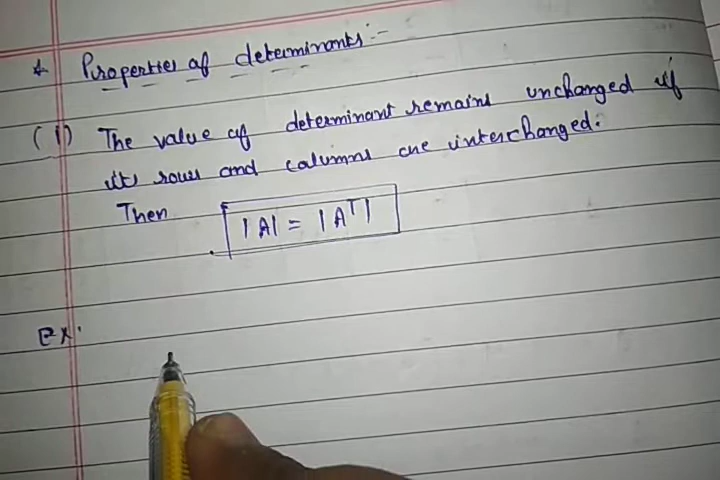 * Properties of determinants :-
(1) The value of determinant remains unchanged if
its rows and columns are interchanged.
Then |A| = |Aᵀ|
Ex.